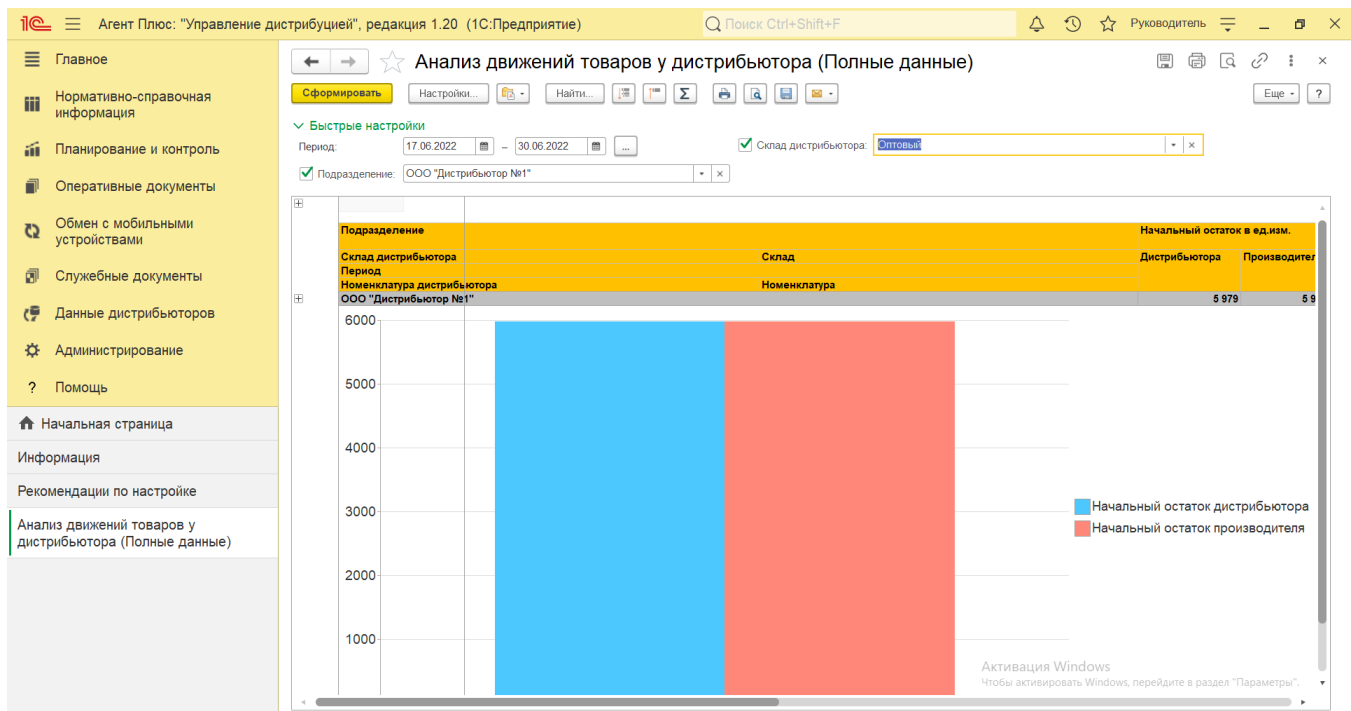 Агент Плюс: "Управление дистрибуцией", редакция 1.20 (1С:Предприятие)
Поиск Ctrl+Shift+F
Руководитель
Главное
Нормативно-справочная
информация
Планирование и контроль
Оперативные документы
Обмен с мобильными
устройствами
Служебные документы
Данные дистрибьюторов
Администрирование
? Помощь
Начальная страница
Информация
Рекомендации по настройке
Анализ движений товаров у
дистрибьютора (Полные данные)
Анализ движений товаров у дистрибьютора (Полные данные)
Сформировать Настройки... Найти... Σ Еще ?
Быстрые настройки
Период: 17.06.2022 – 30.06.2022 ... Склад дистрибьютора: Оптовый
Подразделение: ООО "Дистрибьютор №1"
Подразделение Начальный остаток в ед.изм.
Склад дистрибьютора Склад Дистрибьютора Производител
Период
Номенклатура дистрибьютора Номенклатура
ООО "Дистрибьютор №1" 5 979 5 9
6000
5000
4000
3000
2000
1000
Начальный остаток дистрибьютора
Начальный остаток производителя
Активация Windows
Чтобы активировать Windows, перейдите в раздел "Параметры".